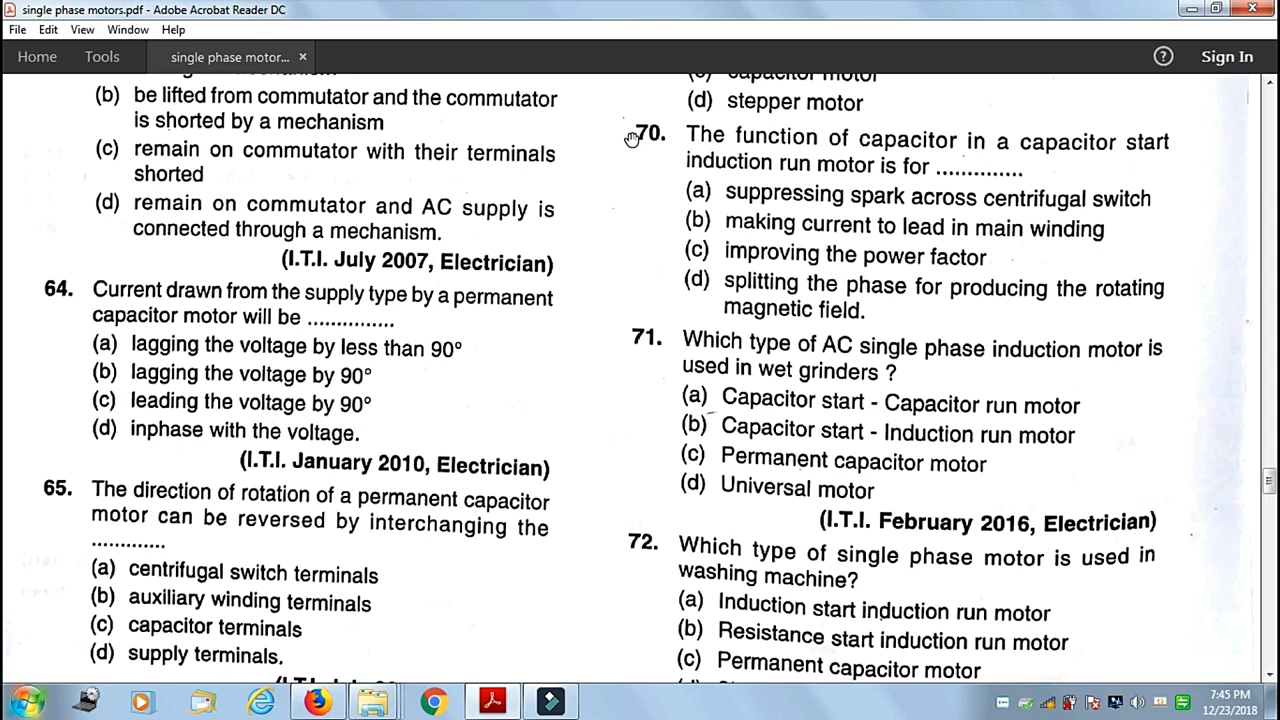 single phase motors.pdf - Adobe Acrobat Reader DC
File Edit View Window Help
Home Tools single phase motor... × ? Sign In
(b) be lifted from commutator and the commutator
is shorted by a mechanism
(c) remain on commutator with their terminals
shorted
(d) remain on commutator and AC supply is
connected through a mechanism.
(I.T.I. July 2007, Electrician)
64. Current drawn from the supply type by a permanent
capacitor motor will be ...............
(a) lagging the voltage by less than 90°
(b) lagging the voltage by 90°
(c) leading the voltage by 90°
(d) inphase with the voltage.
(I.T.I. January 2010, Electrician)
65. The direction of rotation of a permanent capacitor
motor can be reversed by interchanging the
.............
(a) centrifugal switch terminals
(b) auxiliary winding terminals
(c) capacitor terminals
(d) supply terminals.
(c) capacitor motor
(d) stepper motor
70. The function of capacitor in a capacitor start
induction run motor is for ..............
(a) suppressing spark across centrifugal switch
(b) making current to lead in main winding
(c) improving the power factor
(d) splitting the phase for producing the rotating
magnetic field.
71. Which type of AC single phase induction motor is
used in wet grinders ?
(a) Capacitor start - Capacitor run motor
(b) Capacitor start - Induction run motor
(c) Permanent capacitor motor
(d) Universal motor
(I.T.I. February 2016, Electrician)
72. Which type of single phase motor is used in
washing machine?
(a) Induction start induction run motor
(b) Resistance start induction run motor
(c) Permanent capacitor motor
7:45 PM
12/23/2018